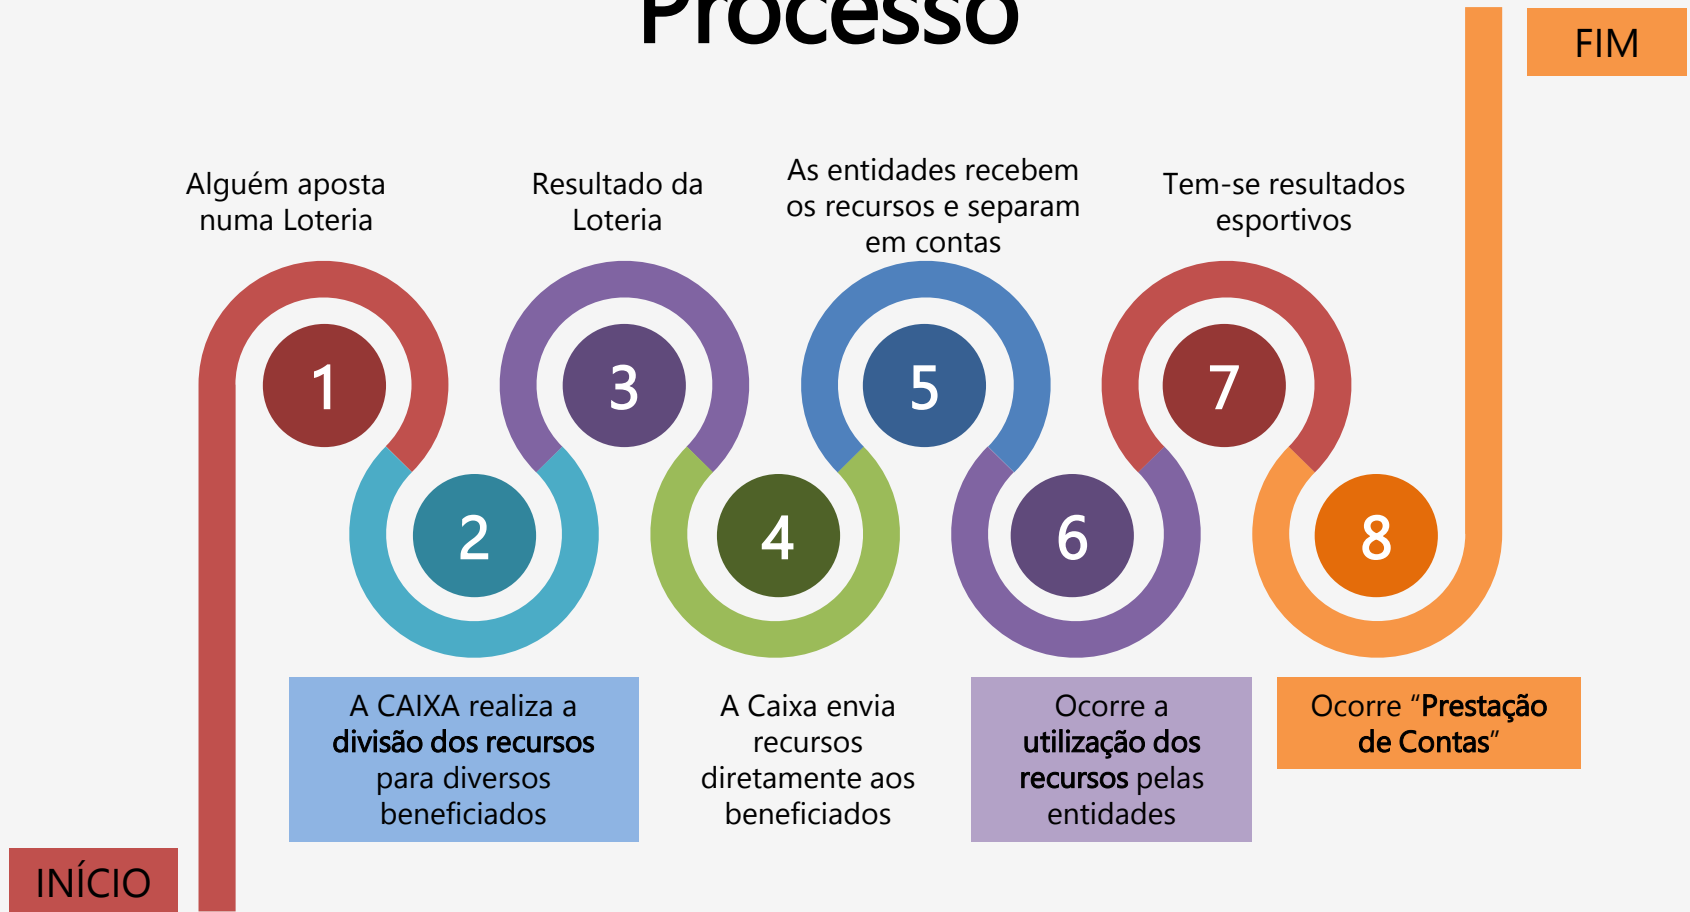 Processo
FIM
Alguém aposta
numa Loteria
Resultado da
Loteria
As entidades recebem
os recursos e separam
em contas
Tem-se resultados
esportivos
1
3
5
7
2
4
6
8
A CAIXA realiza a
divisão dos recursos
para diversos
beneficiados
A Caixa envia
recursos
diretamente aos
beneficiados
Ocorre a
utilização dos
recursos pelas
entidades
Ocorre “Prestação
de Contas”
INÍCIO